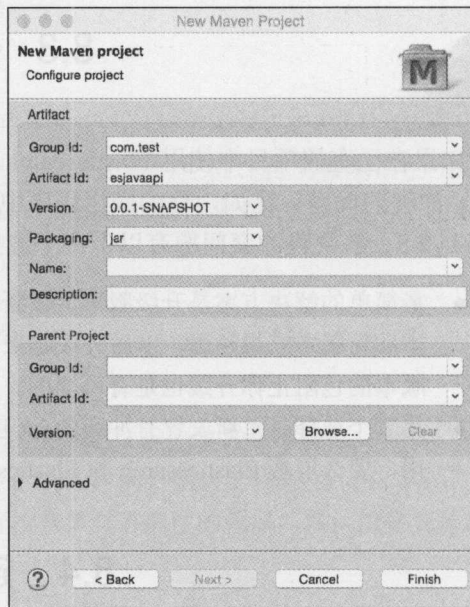 New Maven Project
New Maven project
Configure project
M
Artifact
Group Id: com.test
Artifact Id: esjavaapi
Version: 0.0.1-SNAPSHOT
Packaging: jar
Name:
Description:
Parent Project
Group Id:
Artifact Id:
Version: Browse... Clear
Advanced
? < Back Next > Cancel Finish